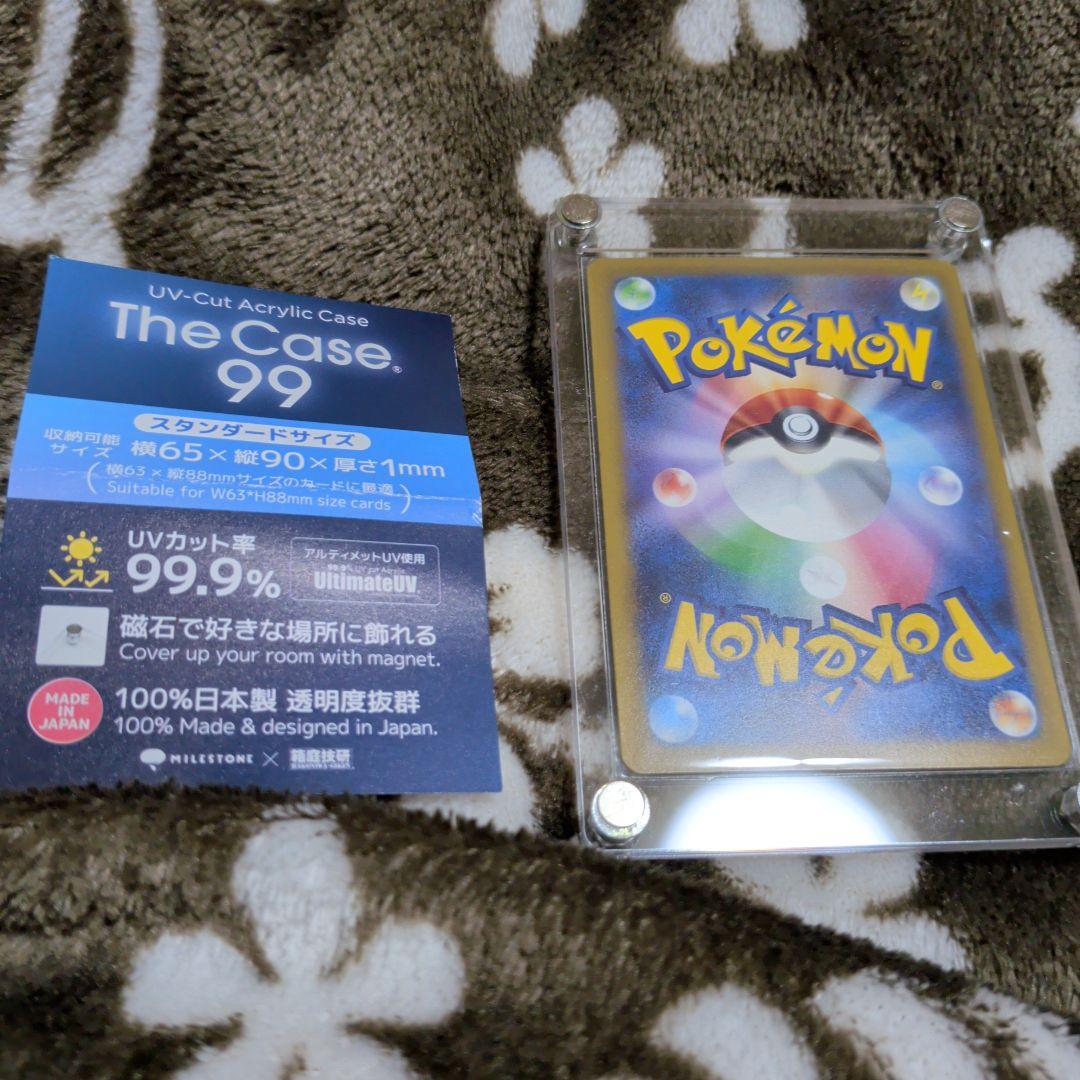 UV-Cut Acrylic Case
The Case®
99
スタンダードサイズ
収納可能
サイズ
横65×縦90×厚さ1mm
(横63×縦88mmサイズのカードに最適
Suitable for W63*H88mm size cards)
UVカット率
99.9%
アルティメットUV使用
UltimateUV
磁石で好きな場所に飾れる
Cover up your room with magnet.
MADE
IN
JAPAN
100%日本製 透明度抜群
100% Made & designed in Japan.
MILESTONE × 箱庭技研
POKéMON®
POKéMON®